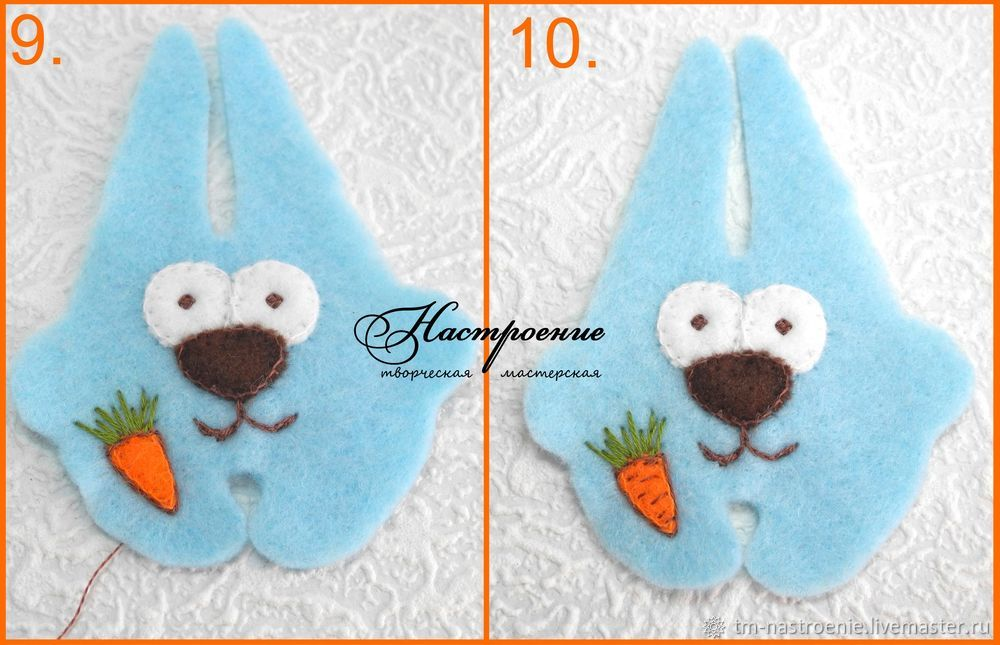 9.
10.
Настроение
творческая мастерская
tm-nastroenie.livemaster.ru